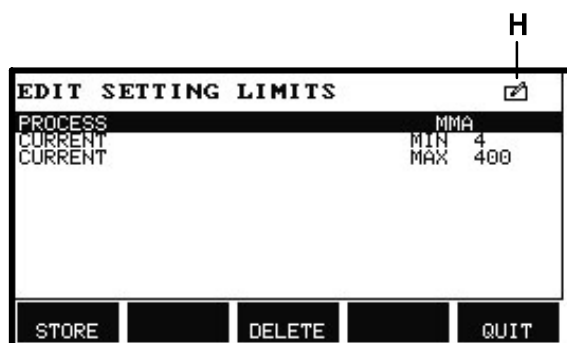 H
EDIT SETTING LIMITS
PROCESS MMA
CURRENT MIN 4
CURRENT MAX 400
STORE DELETE QUIT